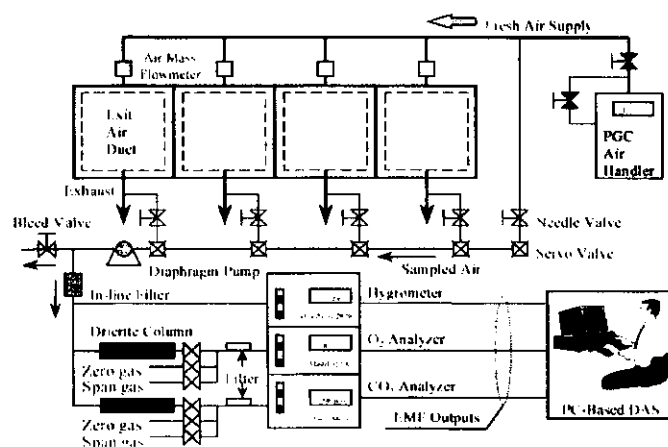 Fresh Air Supply
Air Mass
Flowmeter
Exit
Air
Duct
PGC
Air
Handler
Exhaust
Bleed Valve
Needle Valve
Servo Valve
Diaphragm Pump
Sampled Air
In-line Filter
Hygrometer
Drierite Column
O₂ Analyzer
Zero gas
Span gas
Filter
CO₂ Analyzer
Zero gas
Span gas
EMF Outputs
PC-Based DAS